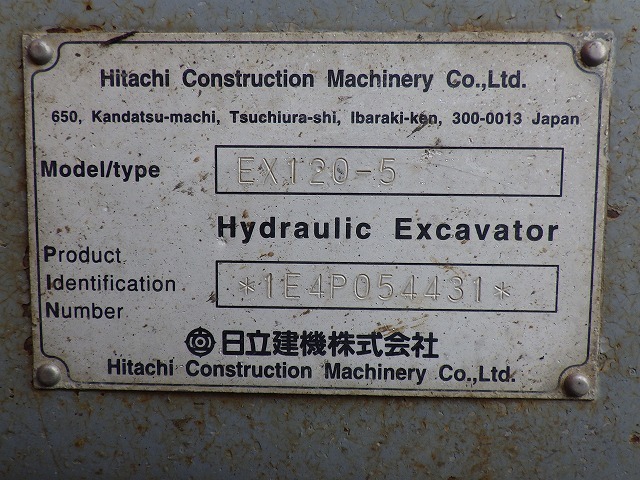 Hitachi Construction Machinery Co.,Ltd.
650, Kandatsu-machi, Tsuchiura-shi, Ibaraki-ken, 300-0013 Japan
Model/type EX120-5
Hydraulic Excavator
Product
Identification *1E4P054431*
Number
日立建機株式会社
Hitachi Construction Machinery Co.,Ltd.